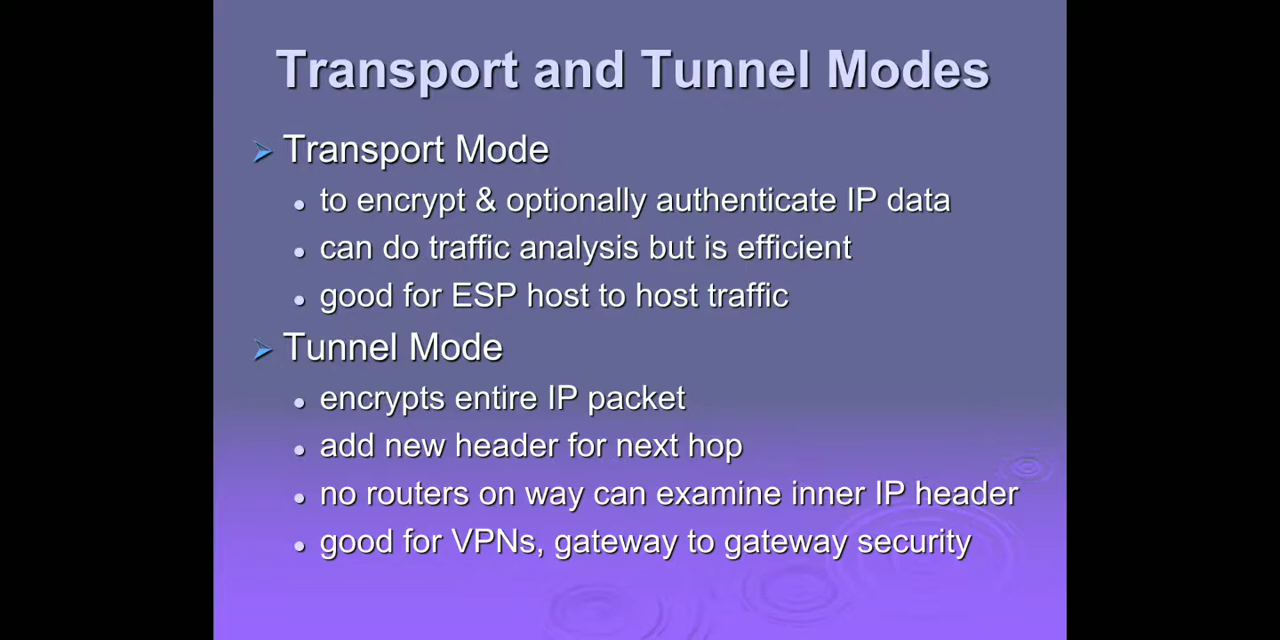 Transport and Tunnel Modes
Transport Mode
to encrypt & optionally authenticate IP data
can do traffic analysis but is efficient
good for ESP host to host traffic
Tunnel Mode
encrypts entire IP packet
add new header for next hop
no routers on way can examine inner IP header
good for VPNs, gateway to gateway security